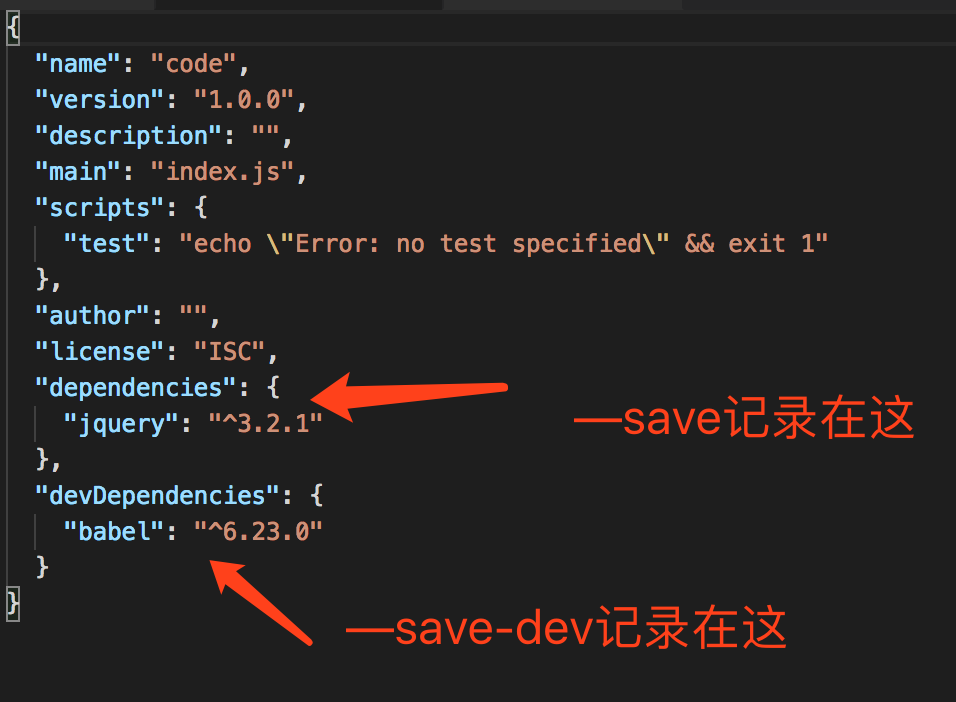 {
  "name": "code",
  "version": "1.0.0",
  "description": "",
  "main": "index.js",
  "scripts": {
    "test": "echo \"Error: no test specified\" && exit 1"
  },
  "author": "",
  "license": "ISC",
  "dependencies": {
    "jquery": "^3.2.1"
—save记录在这
  },
  "devDependencies": {
    "babel": "^6.23.0"
  }
}
—save-dev记录在这